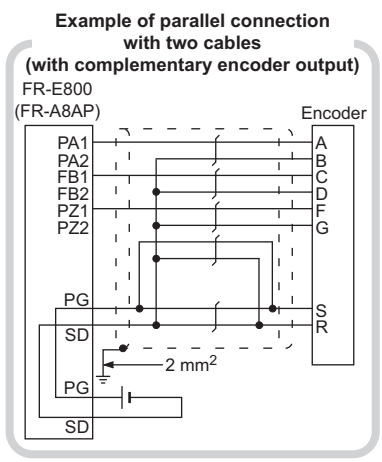 Example of parallel connection
with two cables
(with complementary encoder output)
FR-E800
(FR-A8AP)
Encoder
PA1
PA2
FB1
FB2
PZ1
PZ2
PG
SD
PG
SD
A
B
C
D
F
G
S
R
2 mm²